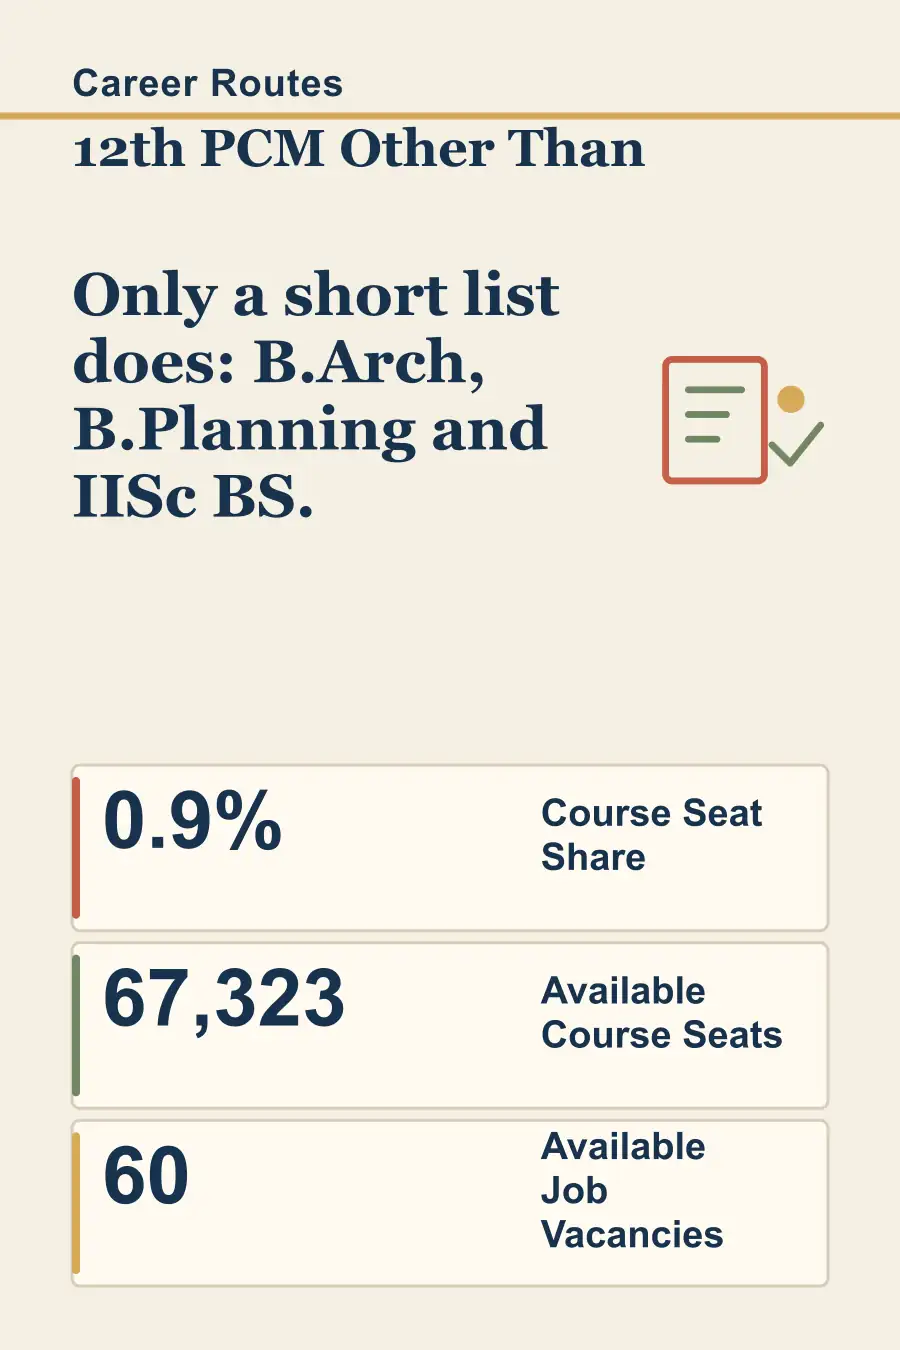 Career Routes
12th PCM Other Than
Only a short list
does: B.Arch,
B.Planning and
IISc BS.
0.9%
Course Seat
Share
67,323
Available
Course Seats
60
Available
Job
Vacancies